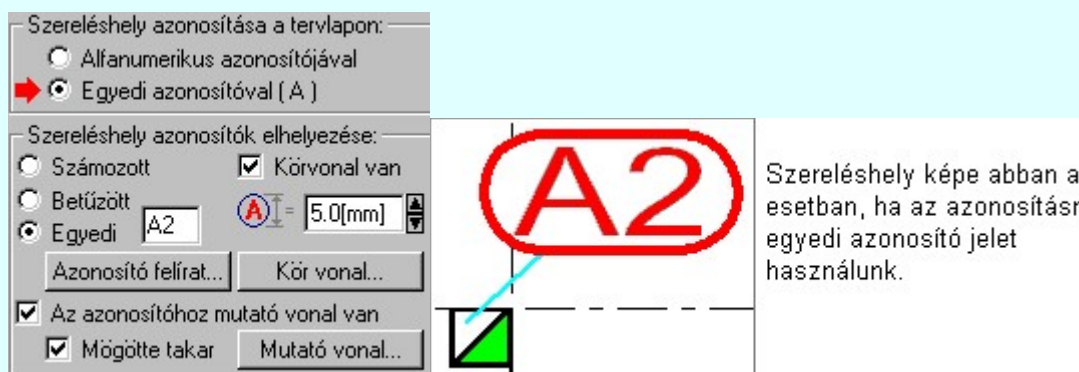 Szereléshely azonosítása a tervlapon:
Alfanumerikus azonosítójával
Egyedi azonosítóval ( A )
Szereléshely azonosítók elhelyezése:
Számozott
Körvonal van
Betűzött
A = 5.0[mm]
Egyedi A2
Azonosító felírat...
Kör vonal...
Az azonosítóhoz mutató vonal van
Mögötte takar
Mutató vonal...
A2
Szereléshely képe abban a
esetban, ha az
egyedi azonosító jelet
használunk.